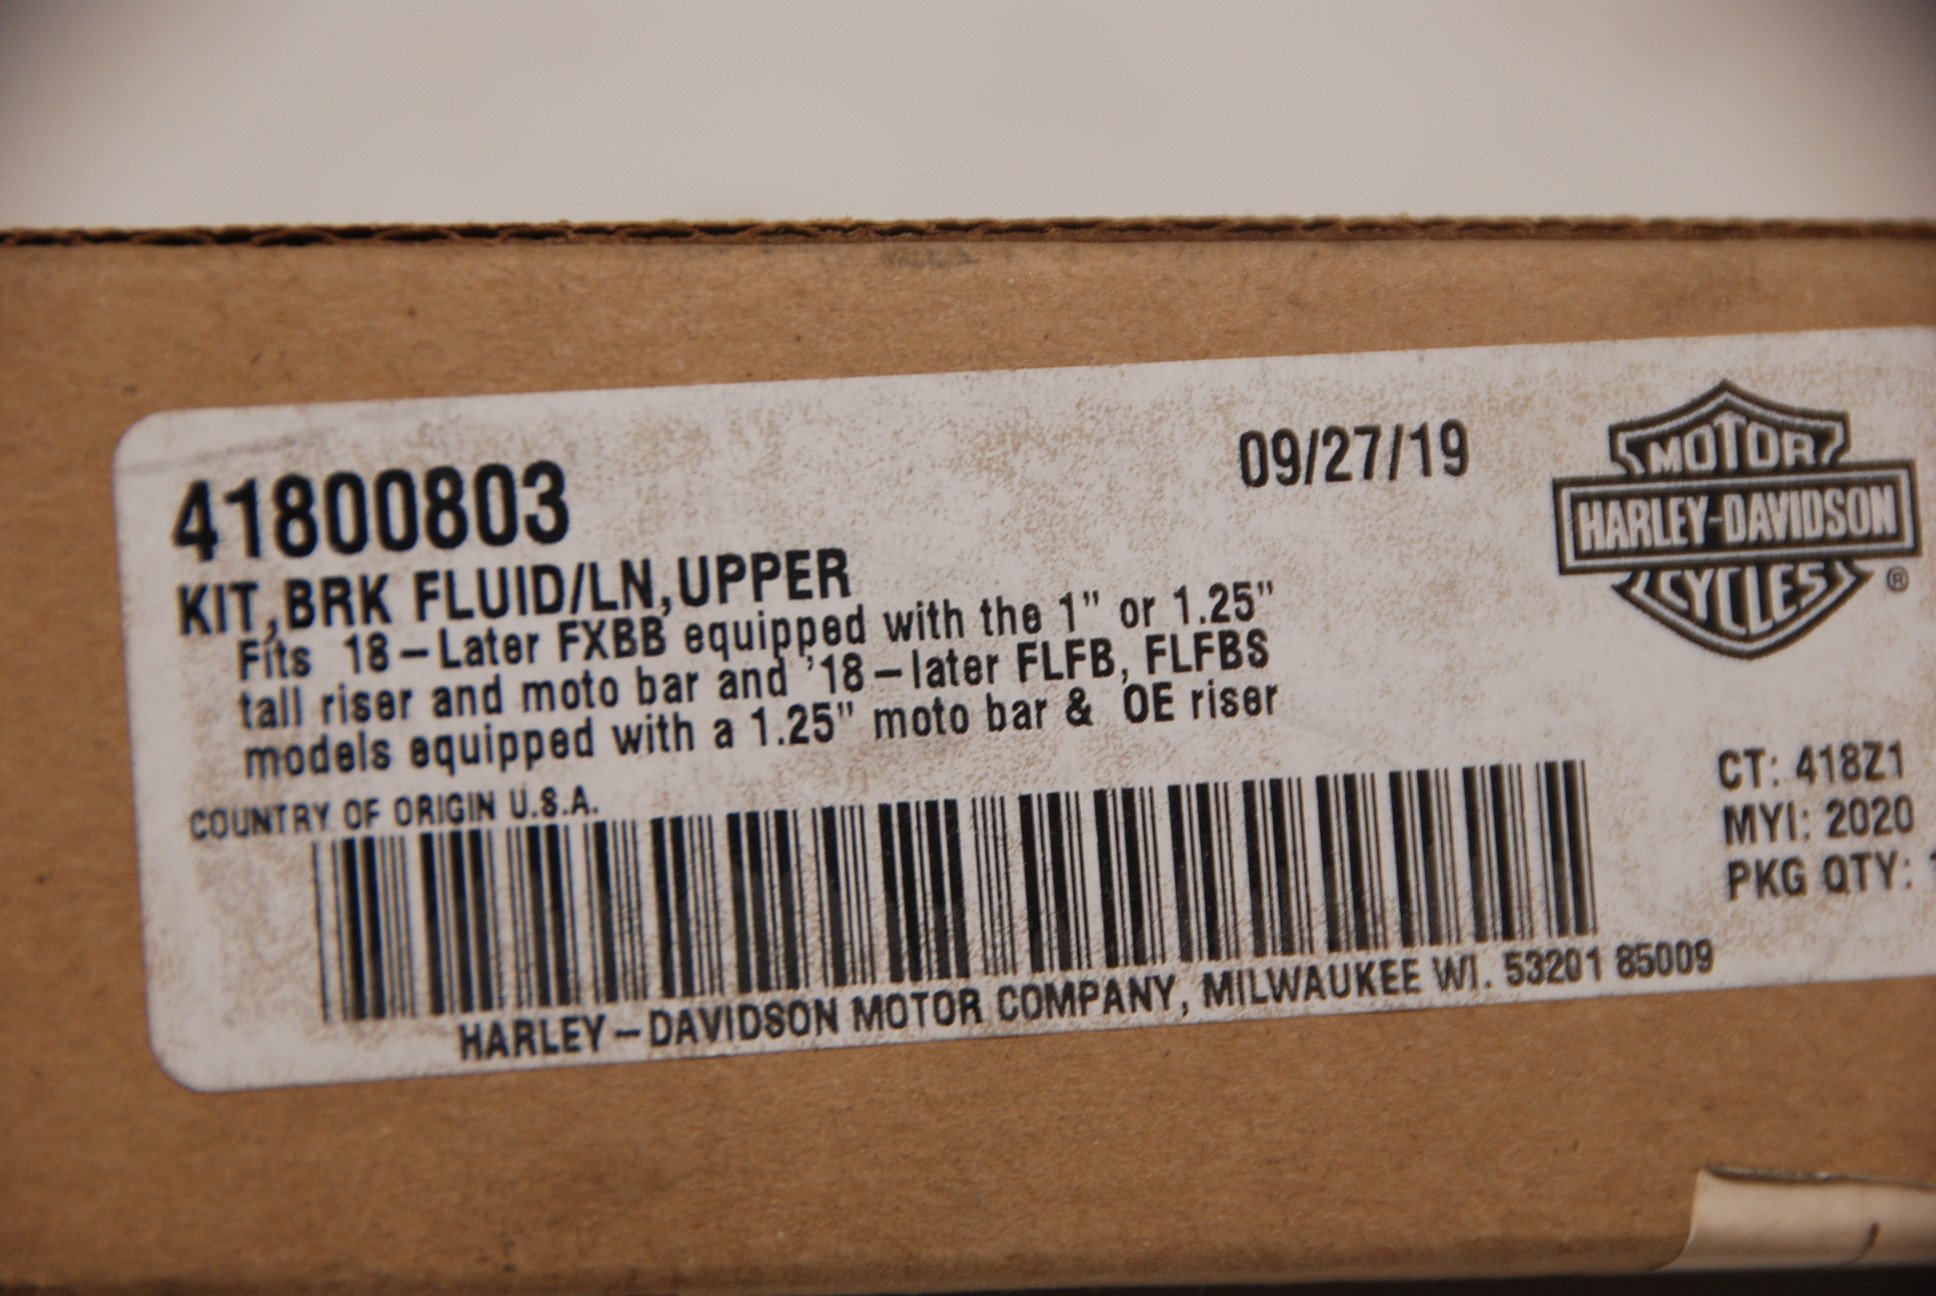 41800803
09/27/19
KIT,BRK FLUID/LN,UPPER
Fits 18-Later FXBB equipped with the 1" or 1.25"
tall riser and moto bar and '18-later FLFB, FLFBS
models equipped with a 1.25" moto bar & OE riser
COUNTRY OF ORIGIN U.S.A.
MOTOR
HARLEY-DAVIDSON
CYCLES
®
CT: 418Z1
MYI: 2020
PKG QTY:
HARLEY-DAVIDSON MOTOR COMPANY, MILWAUKEE WI. 53201 85009